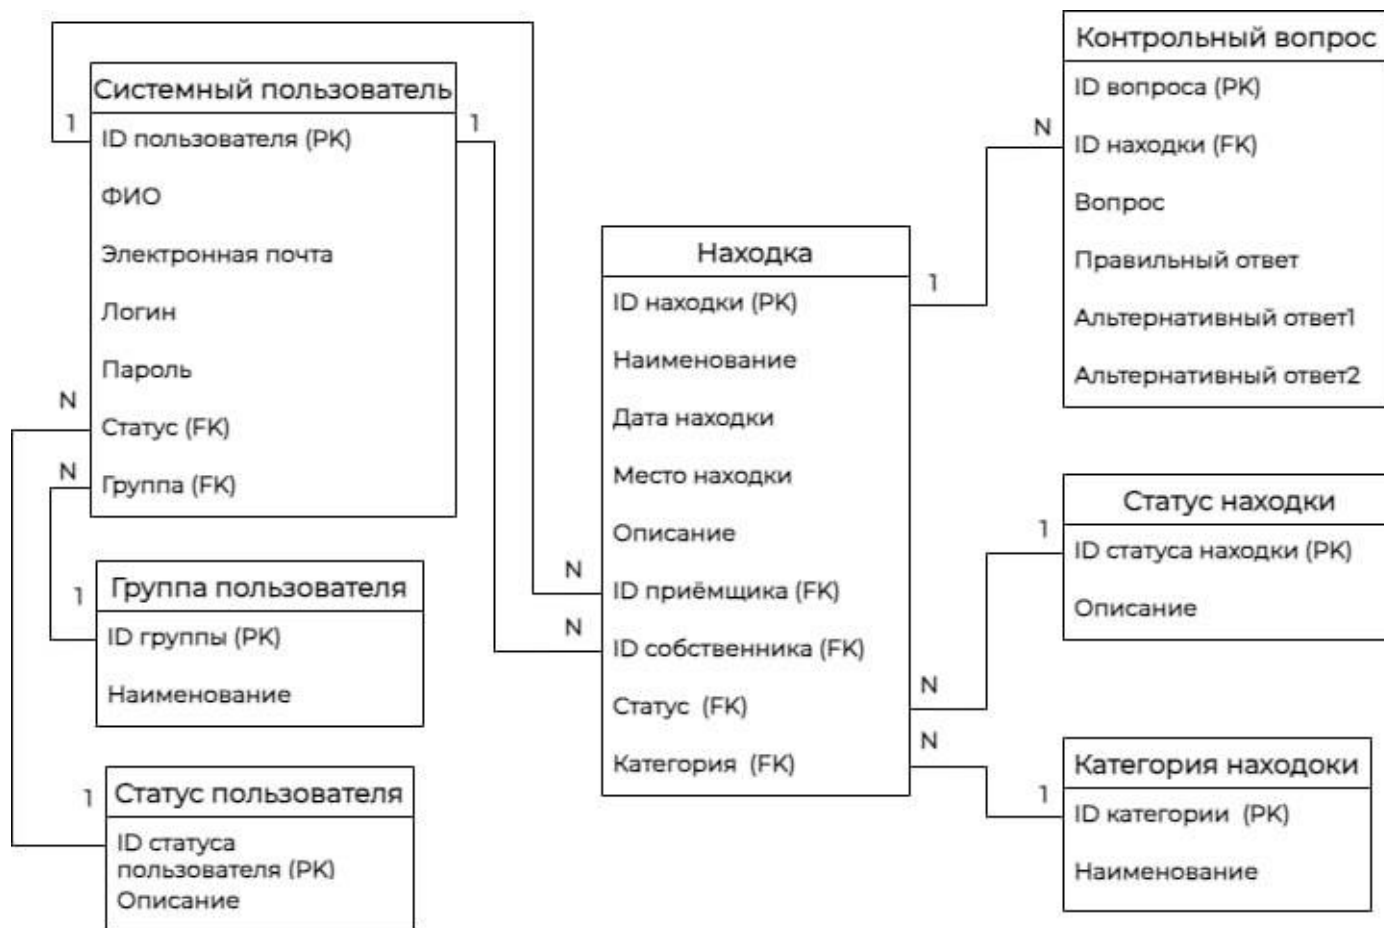 Системный пользователь
1
1
ID пользователя (PK)
ФИО
Электронная почта
Логин
Пароль
N
Статус (FK)
N
Группа (FK)
Группа пользователя
1
ID группы (PK)
Наименование
Статус пользователя
1
ID статуса
пользователя (PK)
Описание
Находка
1
ID находки (PK)
Наименование
Дата находки
Место находки
Описание
N
ID приёмщика (FK)
N
ID собственника (FK)
N
Статус (FK)
N
Категория (FK)
Контрольный вопрос
ID вопроса (PK)
N
ID находки (FK)
Вопрос
Правильный ответ
Альтернативный ответ1
Альтернативный ответ2
Статус находки
1
ID статуса находки (PK)
Описание
Категория находоки
1
ID категории (PK)
Наименование